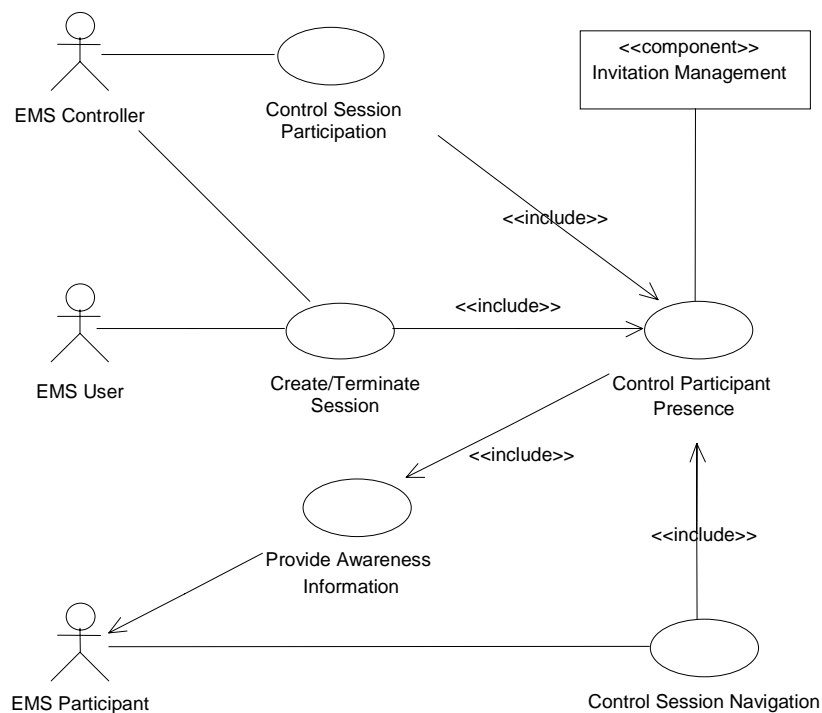 <<component>>
Invitation Management
EMS Controller
Control Session
Participation
<<include>>
<<include>>
EMS User
Create/Terminate
Session
Control Participant
Presence
<<include>>
<<include>>
Provide Awareness
Information
EMS Participant
Control Session Navigation